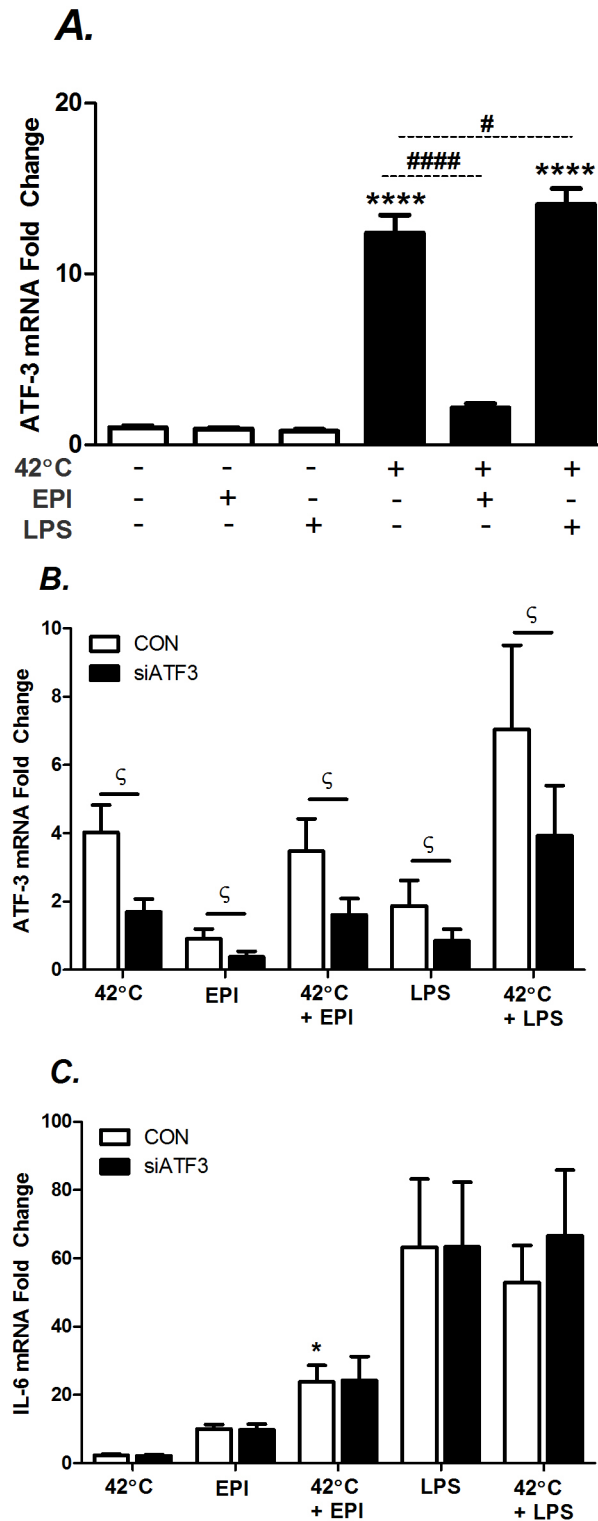 A.
ATF-3 mRNA Fold Change
20
10
0
#
####
**** ****
42°C - - - + + +
EPI - + - - + -
LPS - - + - - +
B.
ATF-3 mRNA Fold Change
10
8
6
4
2
0
CON
siATF3
ς ς ς ς ς
42°C EPI 42°C LPS 42°C
+ EPI + LPS
C.
IL-6 mRNA Fold Change
100
80
60
40
20
0
CON
siATF3
*
42°C EPI 42°C LPS 42°C
+ EPI + LPS